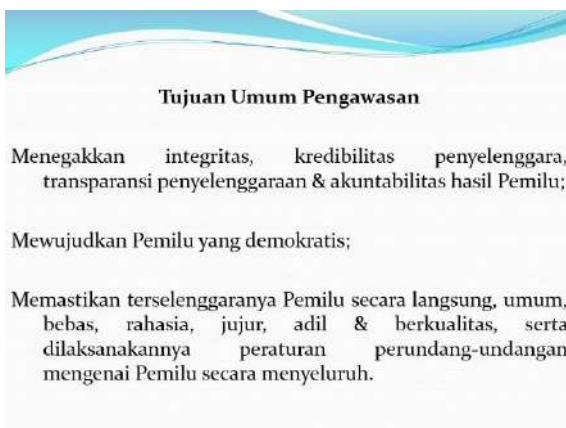 Tujuan Umum Pengawasan
Menegakkan integritas, kredibilitas penyelenggara,
transparansi penyelenggaraan & akuntabilitas hasil Pemilu;
Mewujudkan Pemilu yang demokratis;
Memastikan terselenggaranya Pemilu secara langsung, umum,
bebas, rahasia, jujur, adil & berkualitas, serta
dilaksanakannya peraturan perundang-undangan
mengenai Pemilu secara menyeluruh.